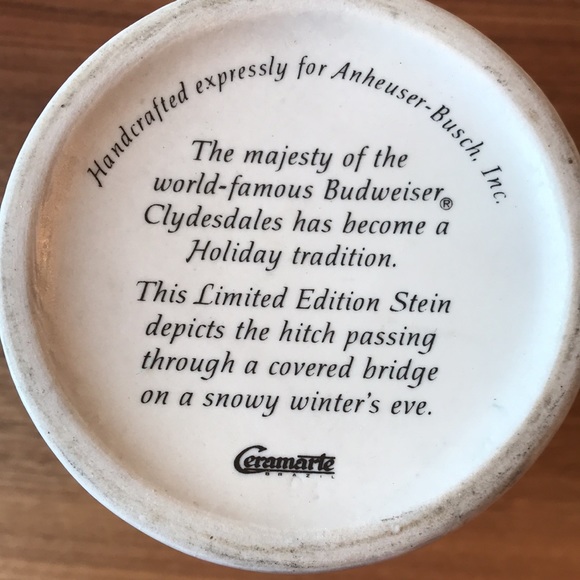 Handcrafted expressly for Anheuser-Busch, Inc.
The majesty of the
world-famous Budweiser®
Clydesdales has become a
Holiday tradition.
This Limited Edition Stein
depicts the hitch passing
through a covered bridge
on a snowy winter's eve.
Ceramarte
BRAZIL